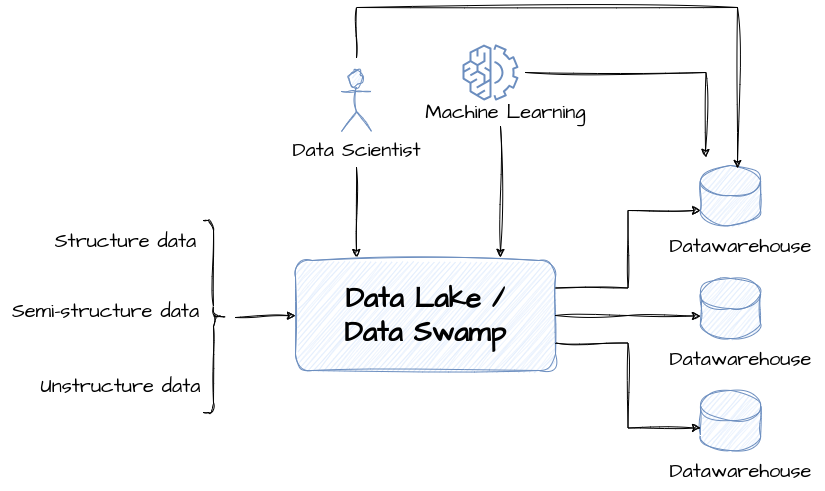 Machine Learning
Data Scientist
Structure data
Semi-structure data
Unstructure data
Data Lake /
Data Swamp
Datawarehouse
Datawarehouse
Datawarehouse